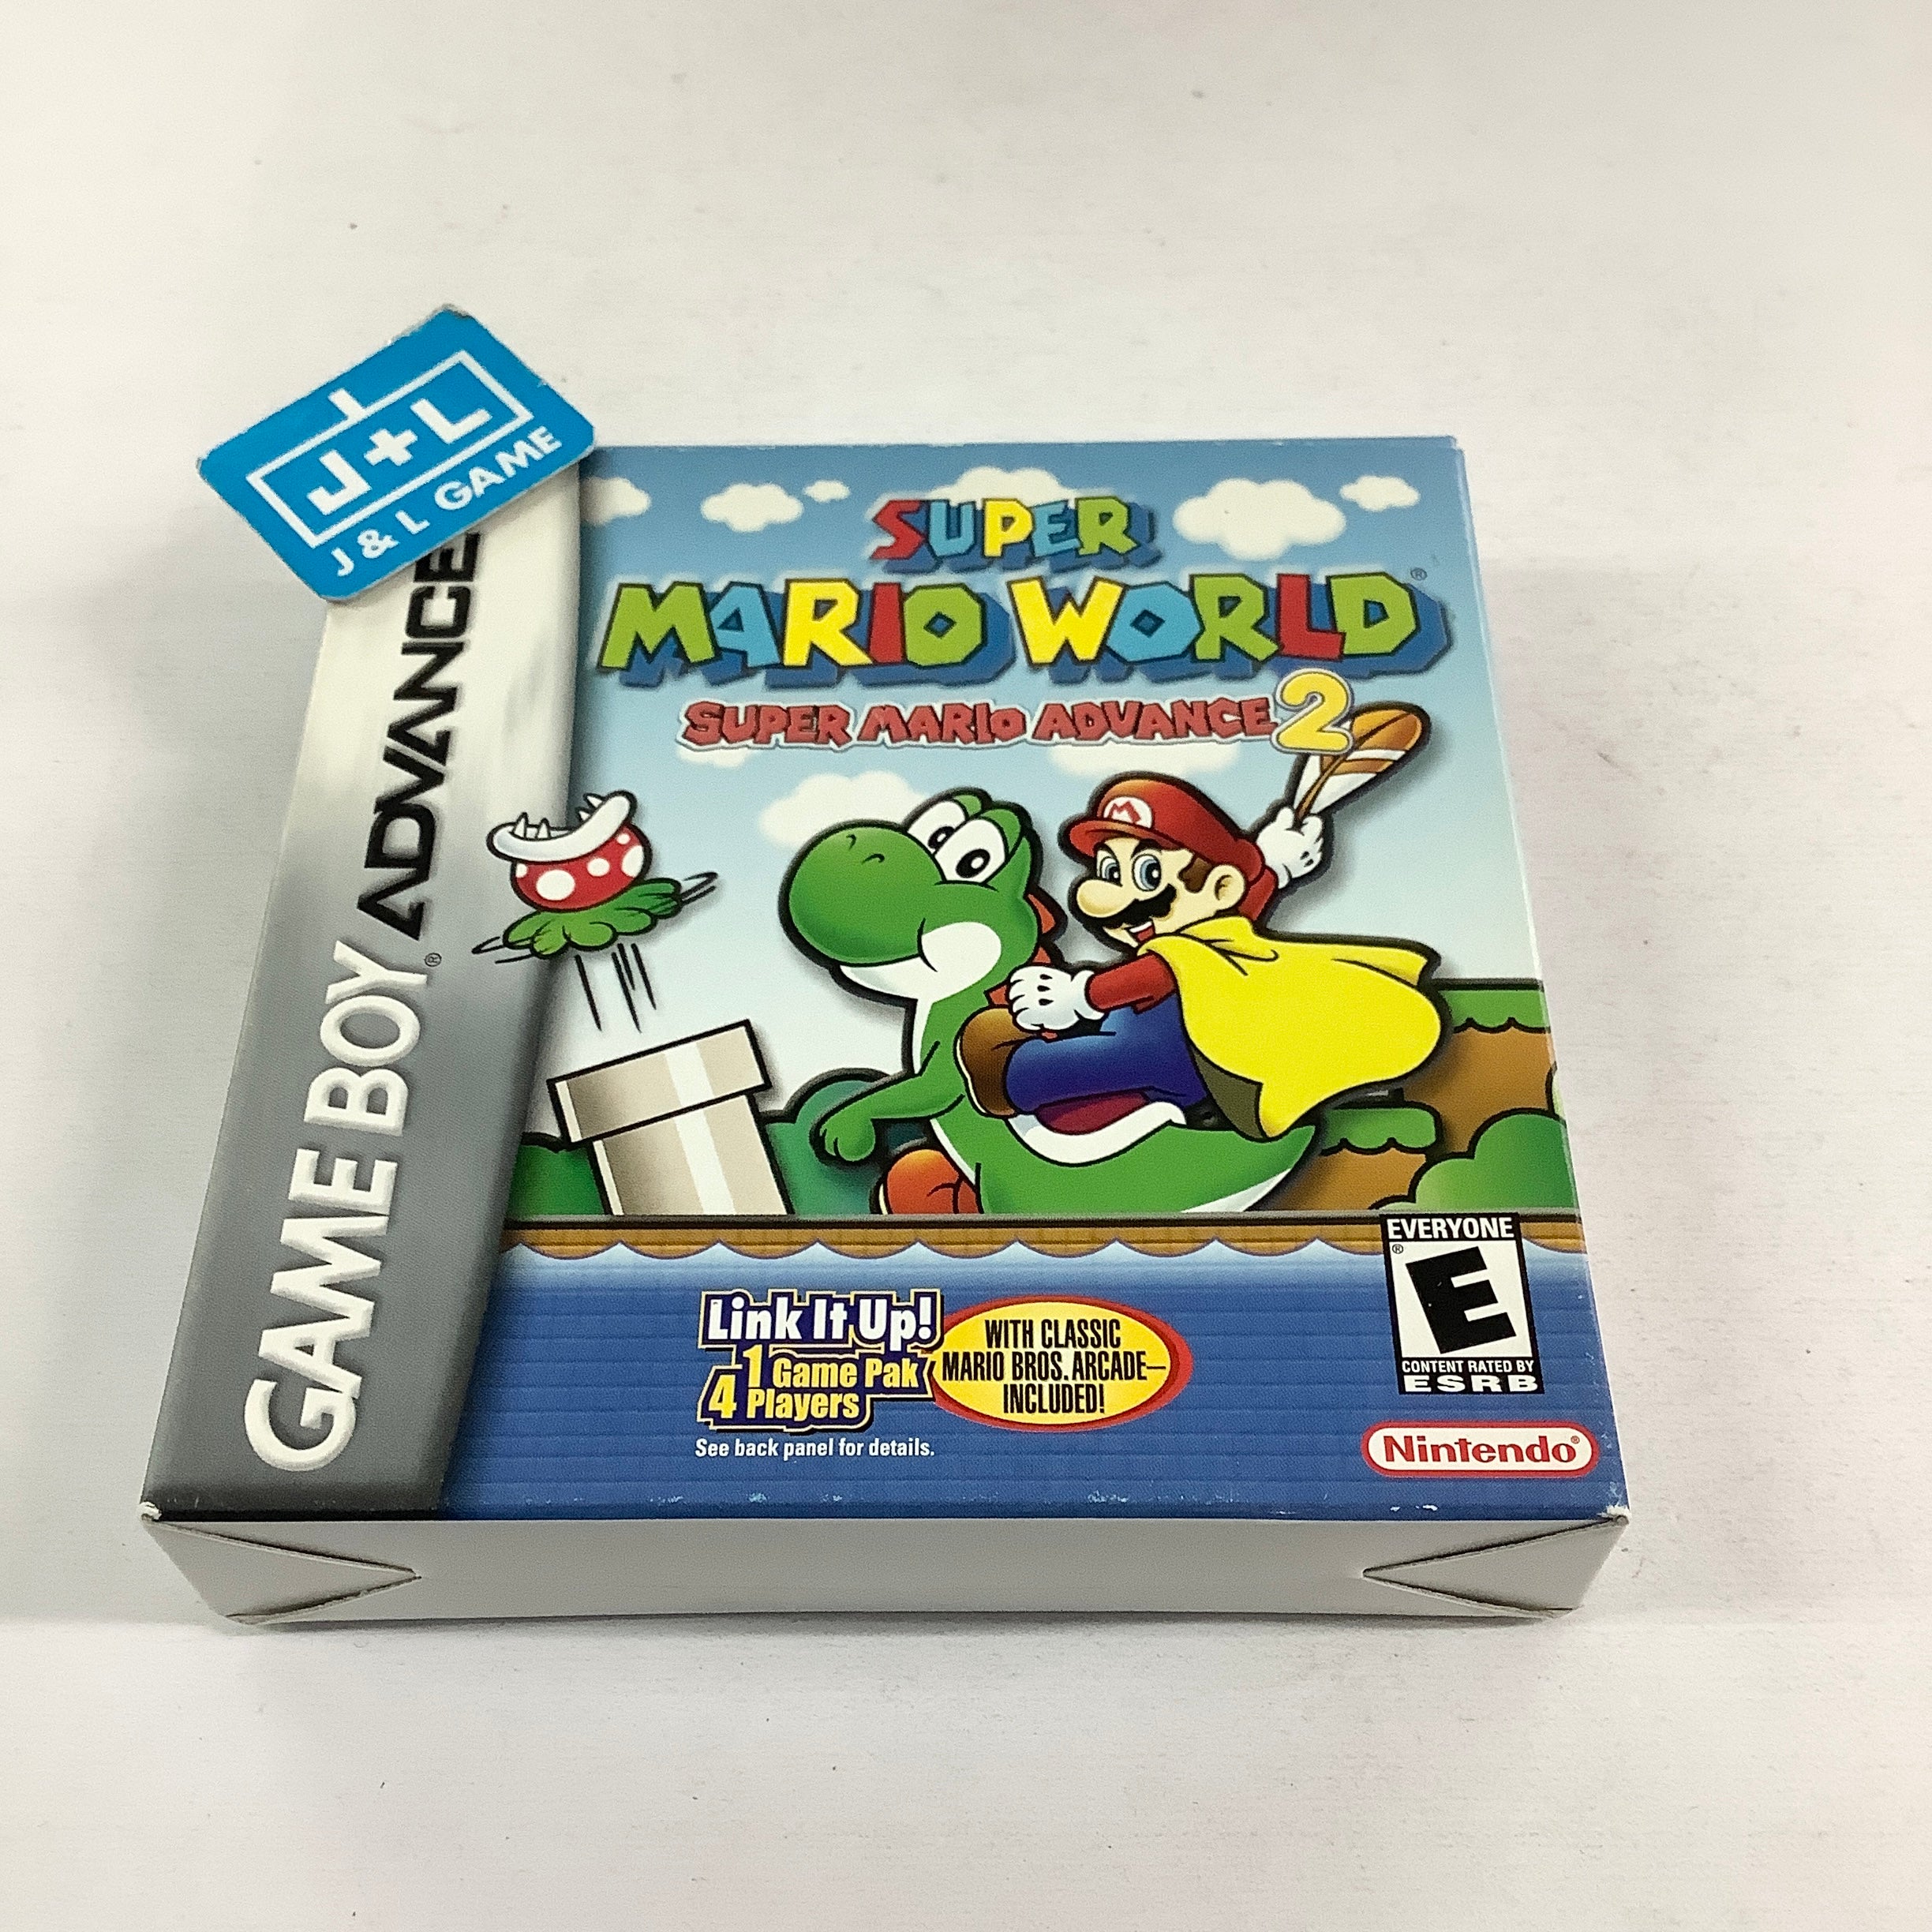 J+L
J & L GAME
GAME BOY ADVANCE
SUPER
MARIO WORLD®
SUPER MARIO ADVANCE 2
M
EVERYONE
E
CONTENT RATED BY
ESRB
Link It Up!
1 Game Pak
4 Players
See back panel for details.
WITH CLASSIC
MARIO BROS. ARCADE—
INCLUDED!
Nintendo®